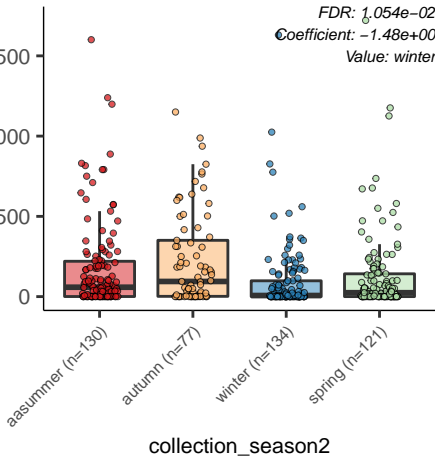 FDR: 1.054e−02
Coefficient: −1.48e+00
Value: winter
500
000
500
0
aasummer (n=130)
autumn (n=77)
winter (n=134)
spring (n=121)
collection_season2